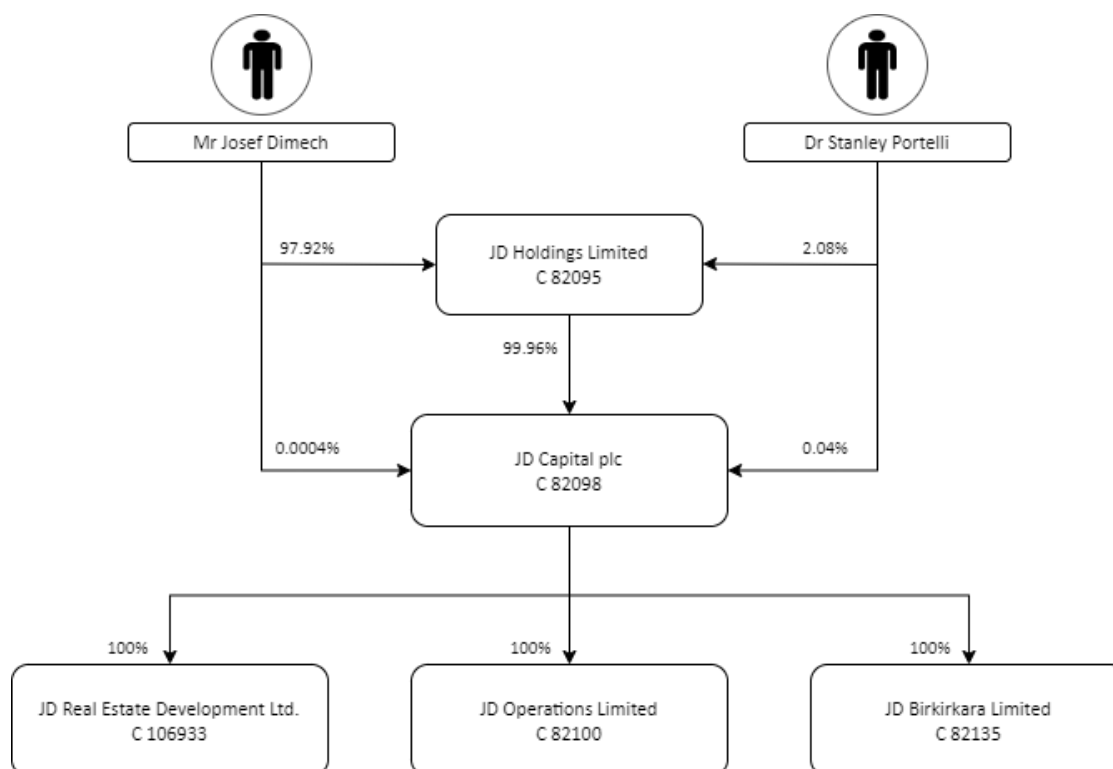 Mr Josef Dimech
Dr Stanley Portelli
97.92%
JD Holdings Limited
C 82095
2.08%
99.96%
0.0004%
JD Capital plc
C 82098
0.04%
100%
100%
100%
JD Real Estate Development Ltd.
C 106933
JD Operations Limited
C 82100
JD Birkirkara Limited
C 82135